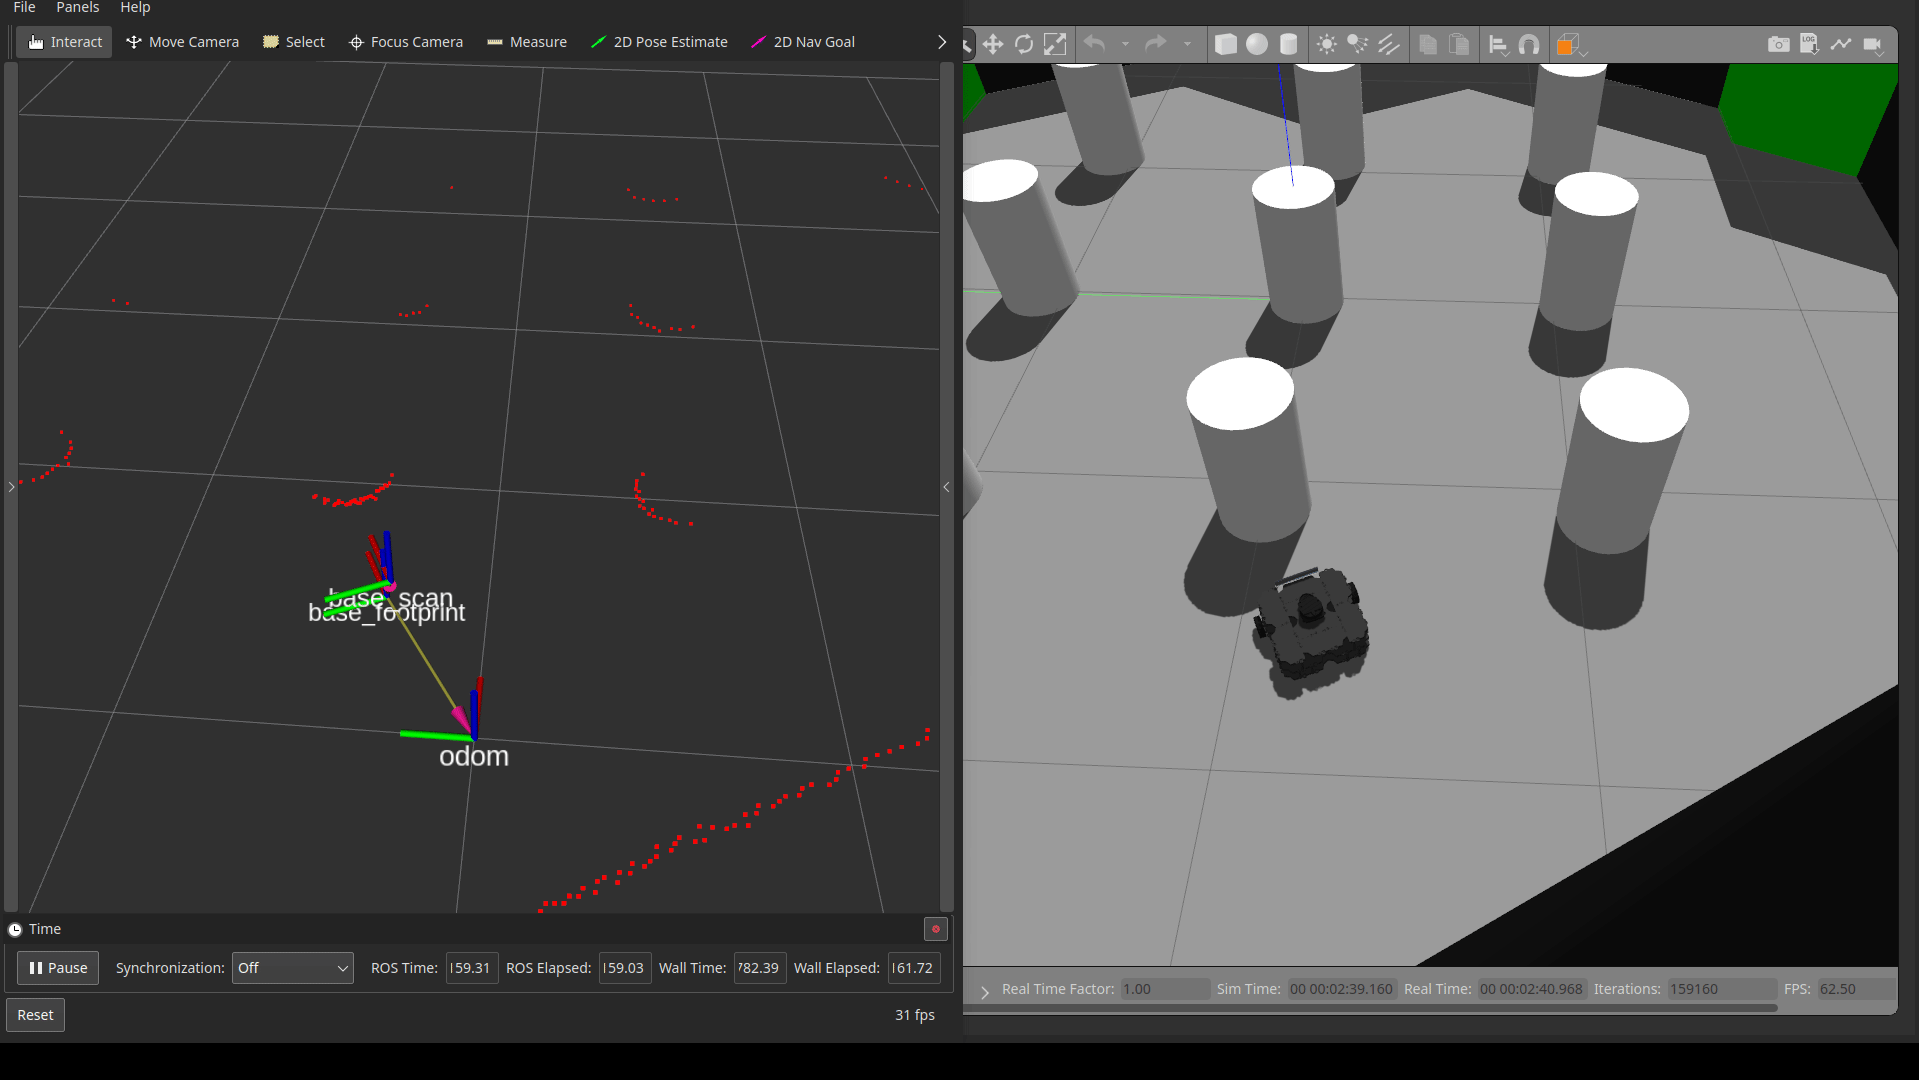 File Panels Help
Interact Move Camera Select Focus Camera Measure 2D Pose Estimate 2D Nav Goal
LOG
base_scan
base_footprint
odom
Time
Pause Synchronization: Off ROS Time: 159.31 ROS Elapsed: 159.03 Wall Time: 782.39 Wall Elapsed: 161.72
Real Time Factor: 1.00 Sim Time: 00 00:02:39.160 Real Time: 00 00:02:40.968 Iterations: 159160 FPS: 62.50
Reset 31 fps